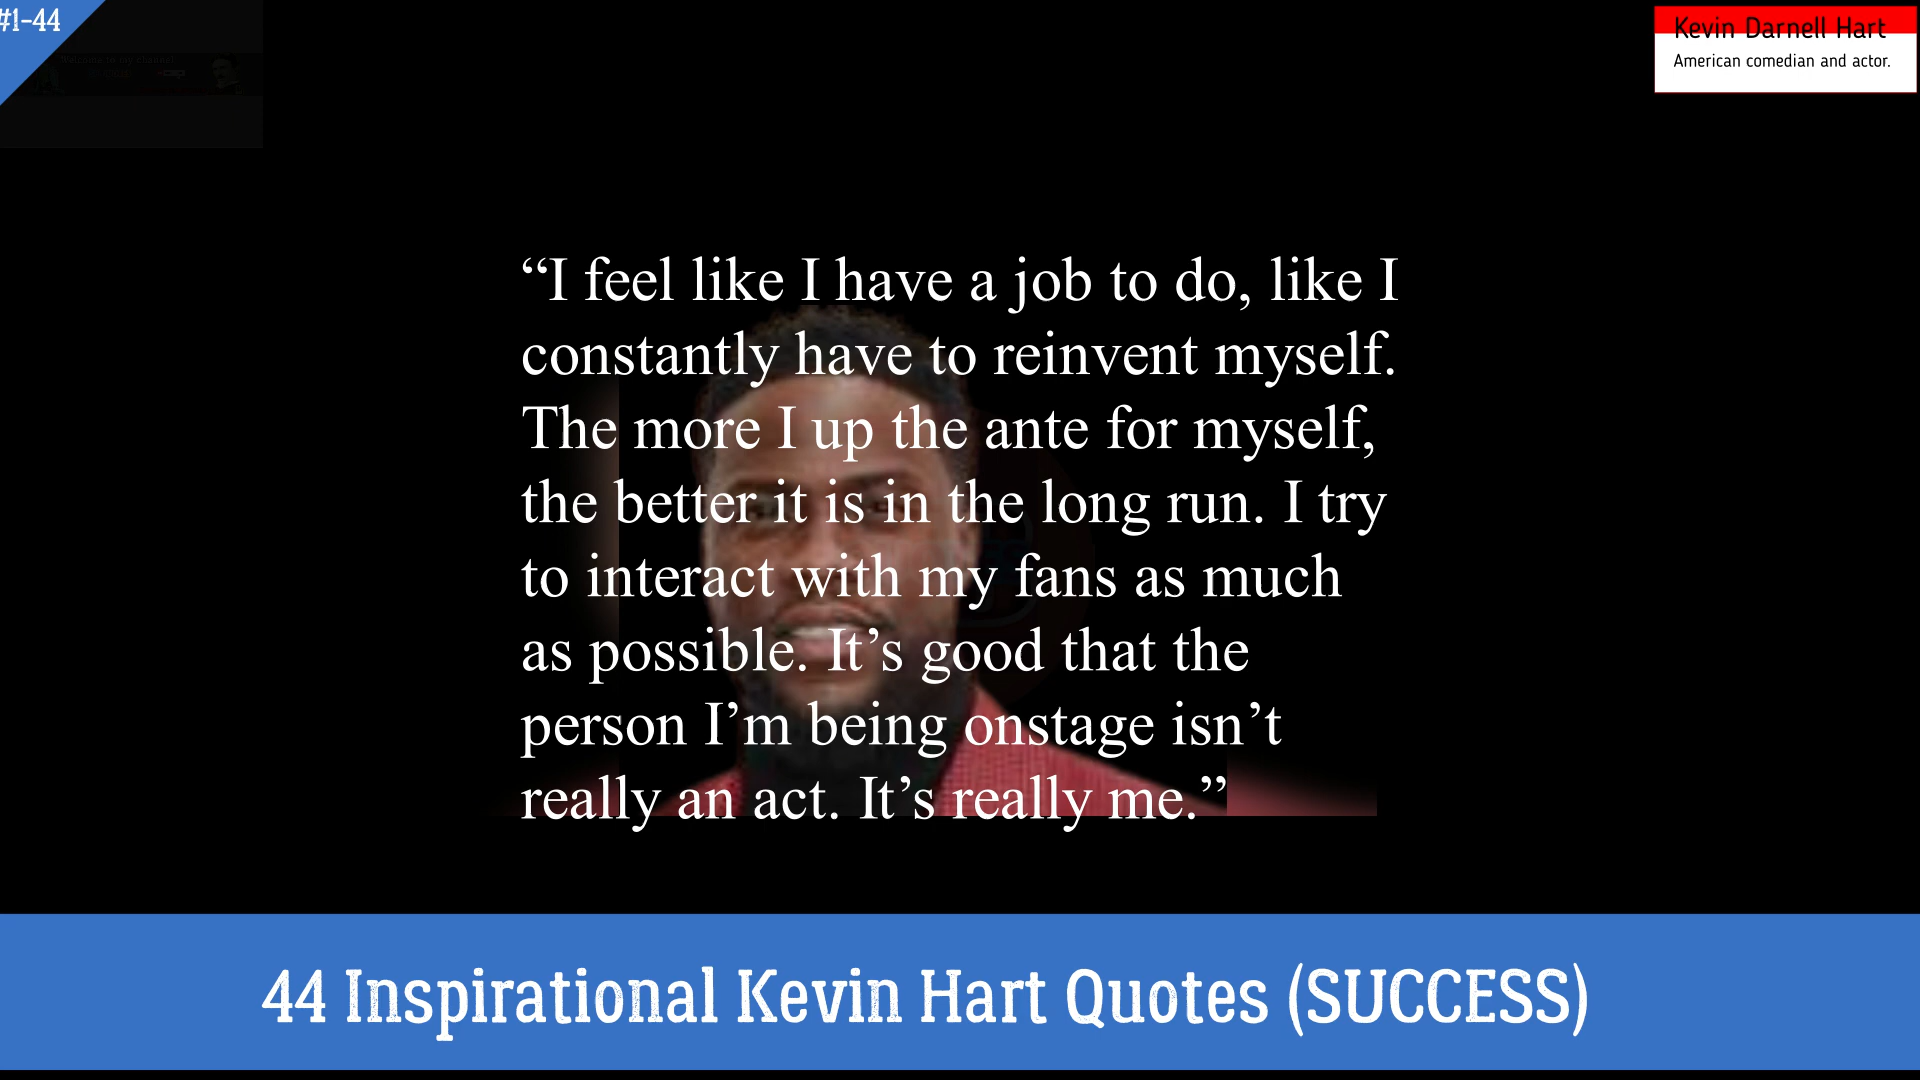 #1-44
Kevin Darnell Hart
American comedian and actor.
“I feel like I have a job to do, like I
constantly have to reinvent myself.
The more I up the ante for myself,
the better it is in the long run. I try
to interact with my fans as much
as possible. It’s good that the
person I’m being onstage isn’t
really an act. It’s really me.”
44 Inspirational Kevin Hart Quotes (SUCCESS)